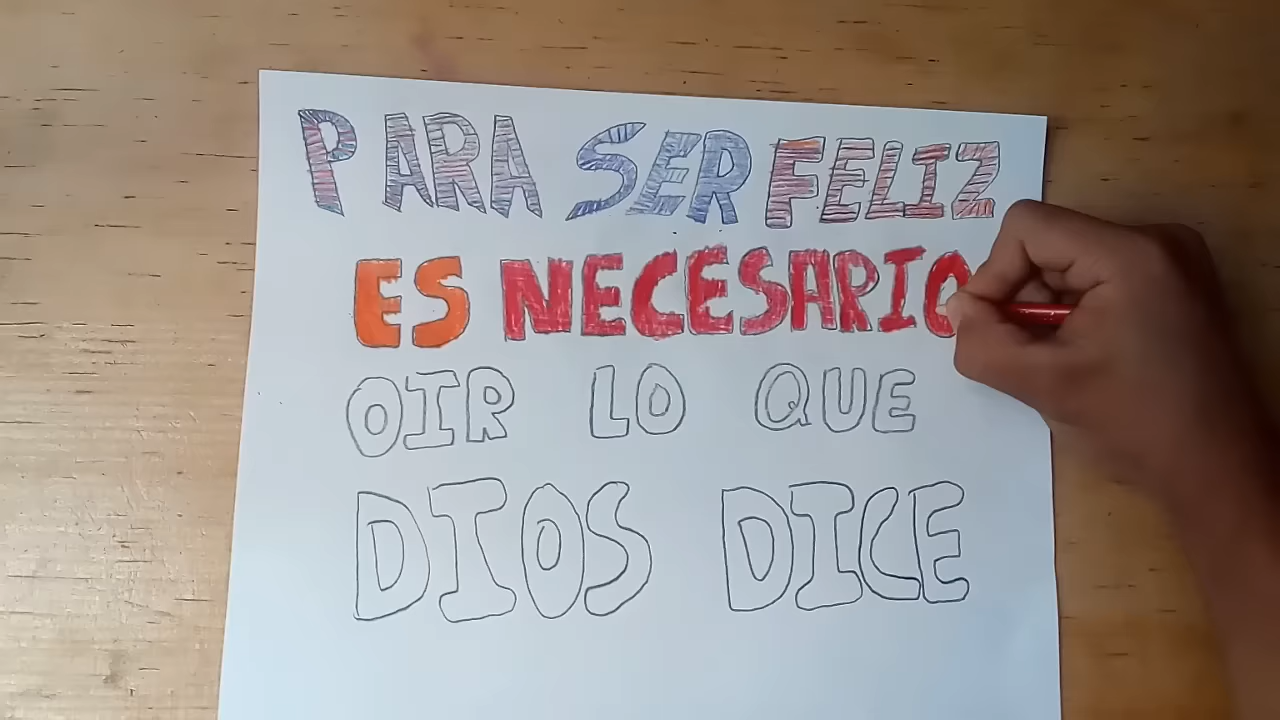 PARA SER FELIZ
ES NECESARIO
OIR LO QUE
DIOS DICE